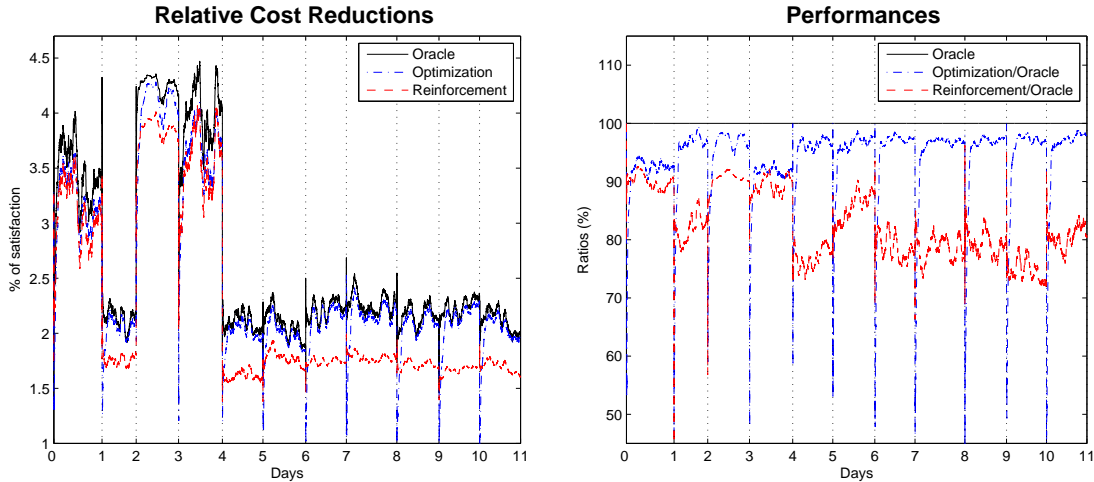 Relative Cost Reductions
% of satisfaction
4.5
4
3.5
3
2.5
2
1.5
1
0 1 2 3 4 5 6 7 8 9 10 11
Days
Oracle
Optimization
Reinforcement
Performances
Ratios (%)
110
100
90
80
70
60
50
0 1 2 3 4 5 6 7 8 9 10 11
Days
Oracle
Optimization/Oracle
Reinforcement/Oracle